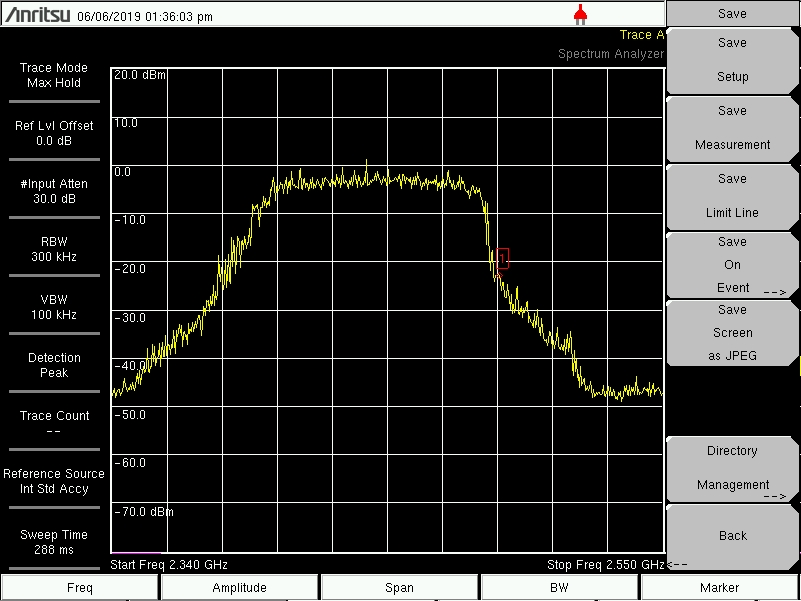 Anritsu 06/06/2019 01:36:03 pm
Save
Trace A
Spectrum Analyzer
Trace Mode
Max Hold
Ref Lvl Offset
0.0 dB
#Input Atten
30.0 dB
RBW
300 kHz
VBW
100 kHz
Detection
Peak
Trace Count
--
Reference Source
Int Std Accy
Sweep Time
288 ms
20.0 dBm
10.0
0.0
-10.0
-20.0
-30.0
-40.0
-50.0
-60.0
-70.0 dBm
1
Start Freq 2.340 GHz
Stop Freq 2.550 GHz
Save
Setup
Save
Measurement
Save
Limit Line
Save
On
Event
-->
Save
Screen
as JPEG
Directory
Management
-->
Back
<--
Freq
Amplitude
Span
BW
Marker